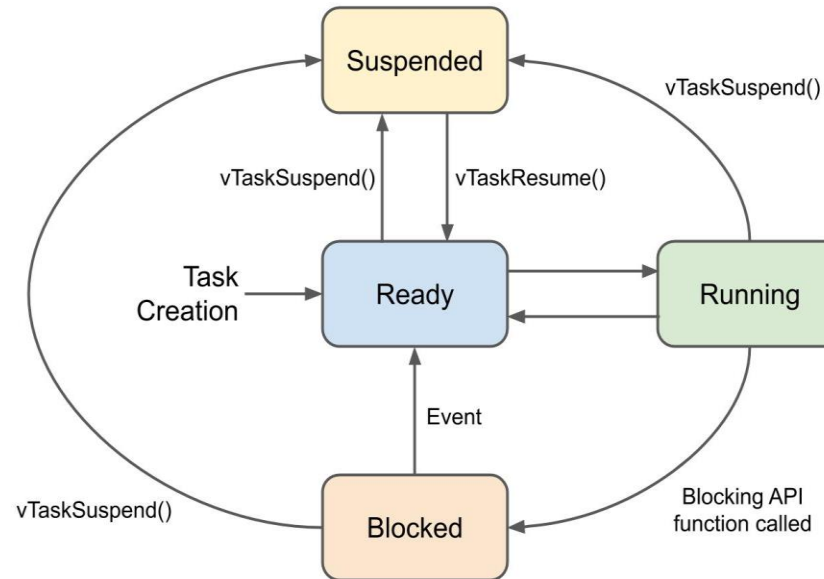 Suspended
vTaskSuspend()
vTaskSuspend()
vTaskResume()
Task
Creation
Ready
Running
Event
vTaskSuspend()
Blocked
Blocking API
function called